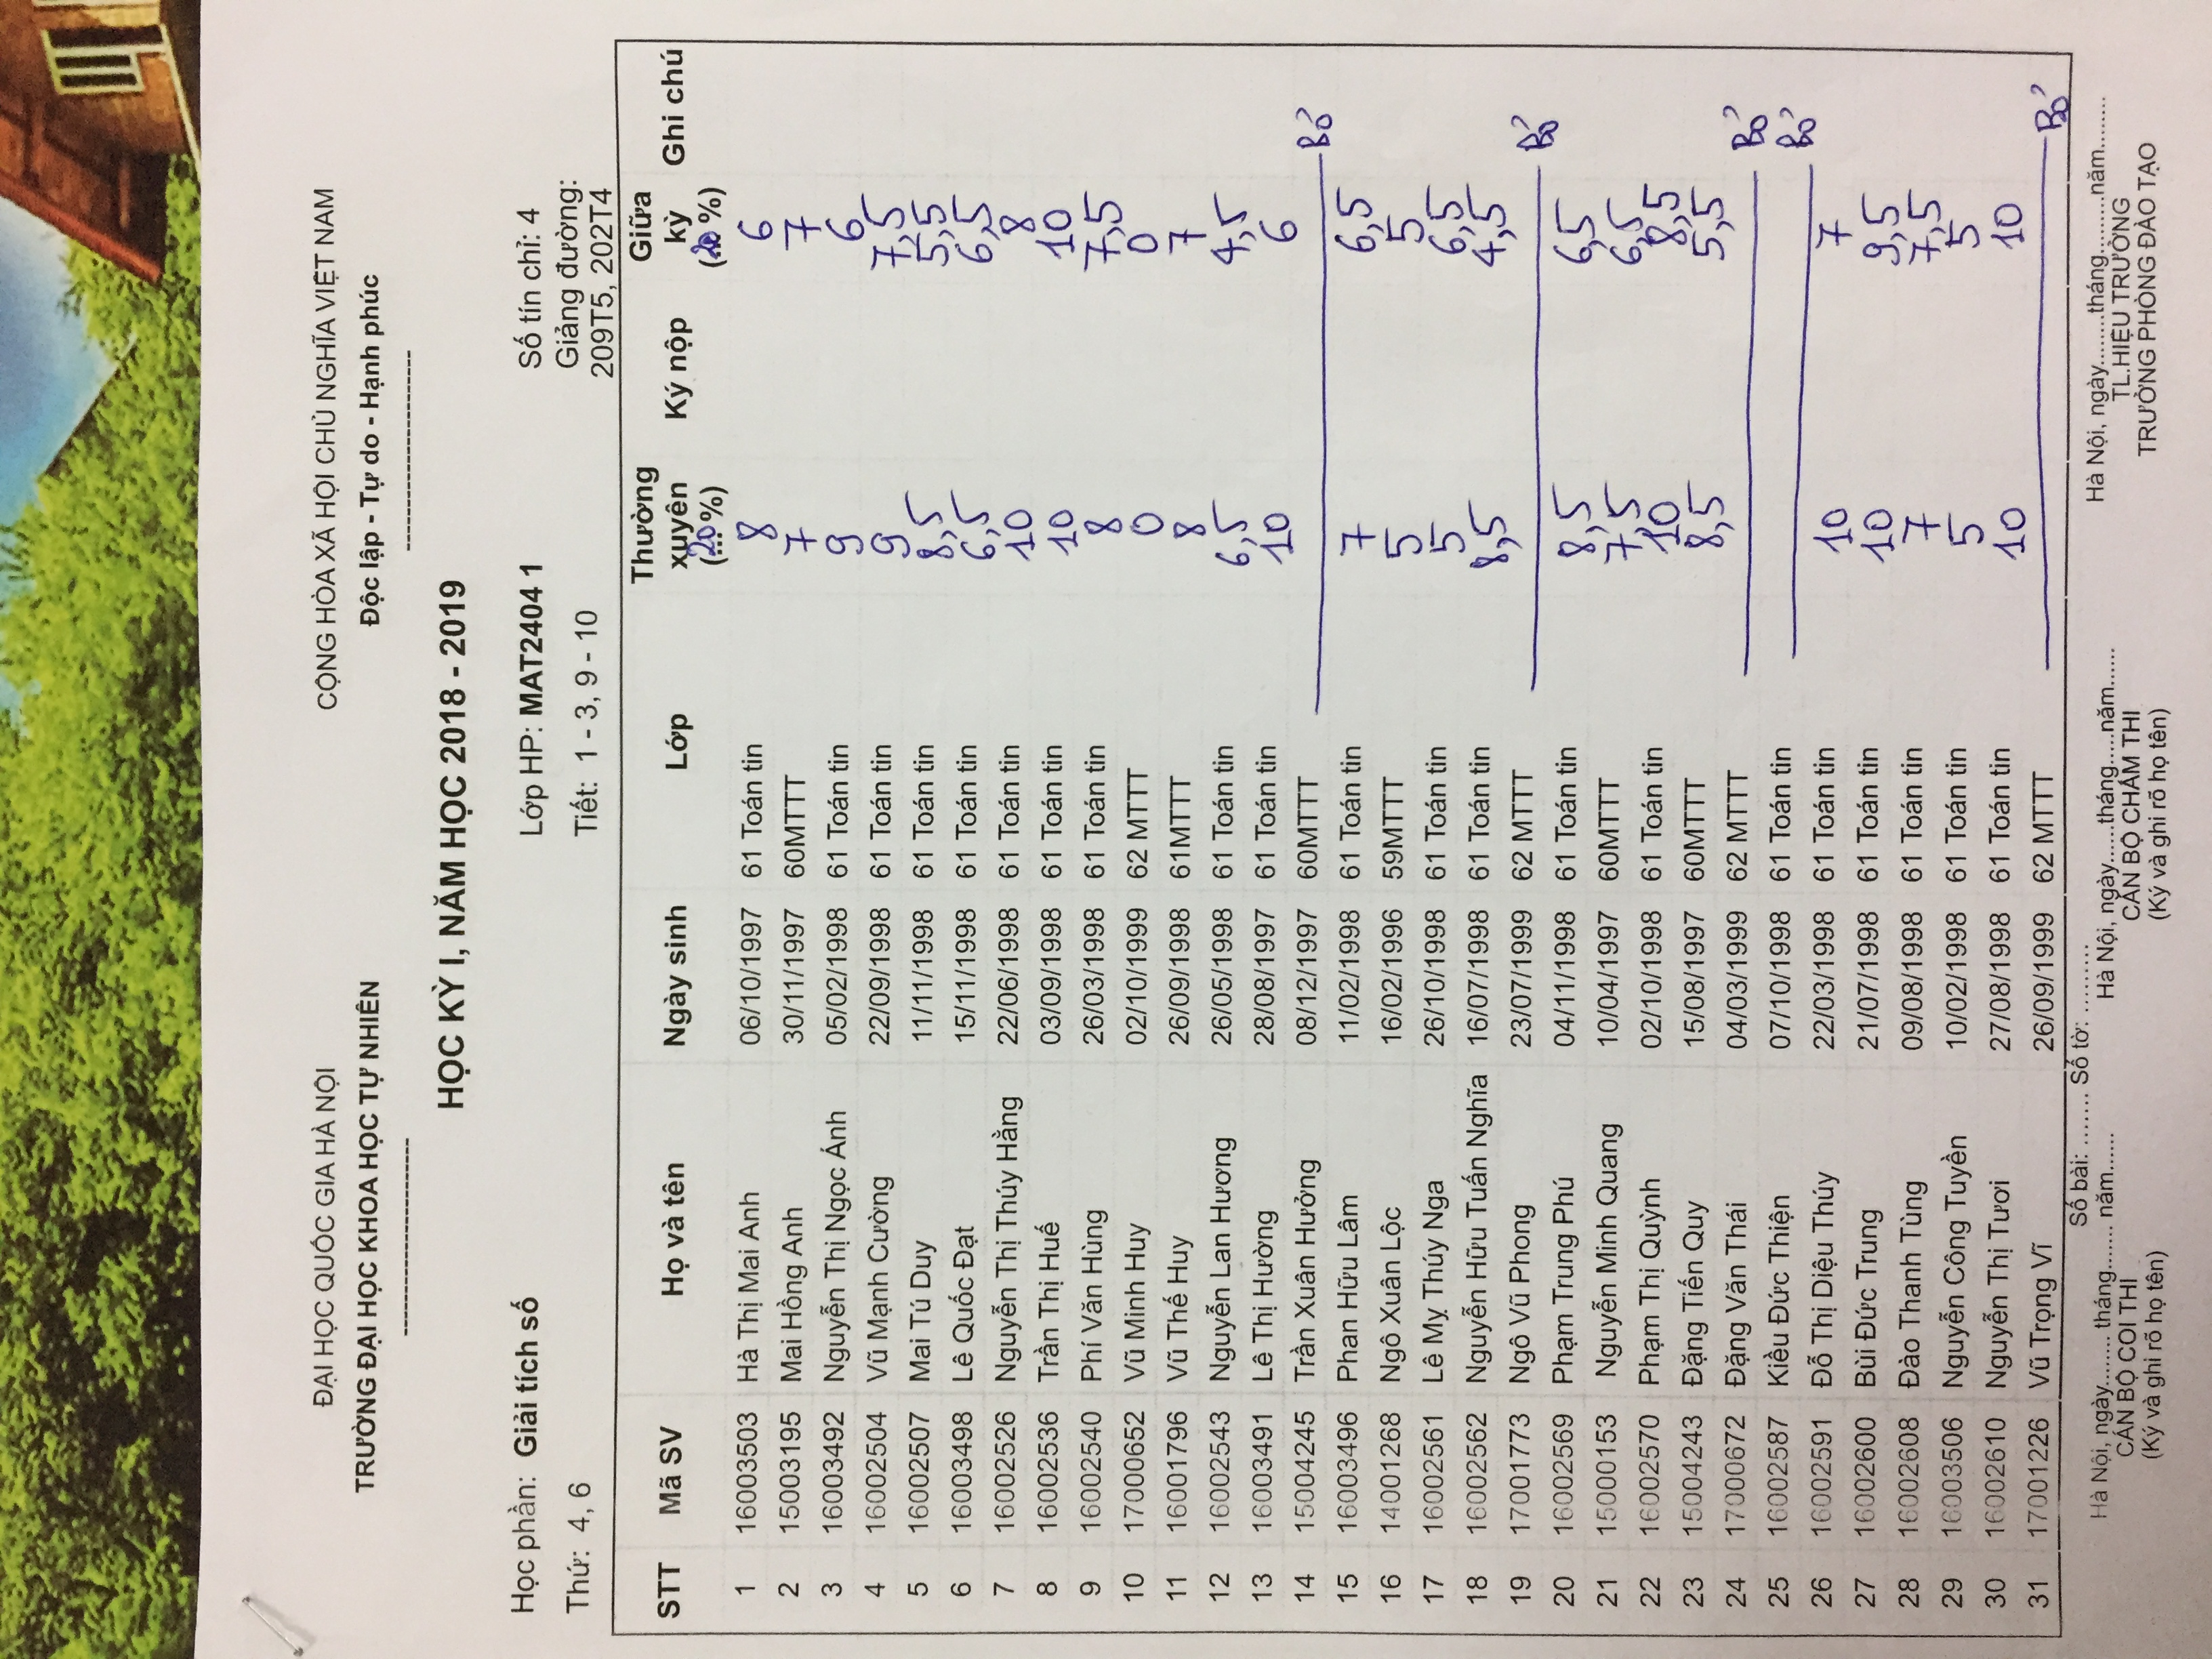 ĐẠI HỌC QUỐC GIA HÀ NỘI CỘNG HÒA XÃ HỘI CHỦ NGHĨA VIỆT NAM
TRƯỜNG ĐẠI HỌC KHOA HỌC TỰ NHIÊN Độc lập - Tự do - Hạnh phúc
HỌC KỲ I, NĂM HỌC 2018 - 2019
Học phần: Giải tích số Lớp HP: MAT2404 1 Số tín chỉ: 4
Thứ: 4, 6 Tiết: 1 - 3, 9 - 10 Giảng đường:
209T5, 202T4
STT Mã SV Họ và tên Ngày sinh Lớp Thường xuyên (20 %) Ký nộp Giữa kỳ (20 %) Ghi chú
1 16003503 Hà Thị Mai Anh 06/10/1997 61 Toán tin 8 6
2 15003195 Mai Hồng Anh 30/11/1997 60MTTT 7 7
3 16003492 Nguyễn Thị Ngọc Ánh 05/02/1998 61 Toán tin 9 6
4 16002504 Vũ Mạnh Cường 22/09/1998 61 Toán tin 9 7,5
5 16002507 Mai Tú Duy 11/11/1998 61 Toán tin 8,5 5,5
6 16003498 Lê Quốc Đạt 15/11/1998 61 Toán tin 6,5 6,5
7 16002526 Nguyễn Thị Thúy Hằng 22/06/1998 61 Toán tin 10 8
8 16002536 Trần Thị Huế 03/09/1998 61 Toán tin 10 10
9 16002540 Phí Văn Hùng 26/03/1998 61 Toán tin 8 7,5
10 17000652 Vũ Minh Huy 02/10/1999 62 MTTT 0 0
11 16001796 Vũ Thế Huy 26/09/1998 61MTTT 8 7
12 16002543 Nguyễn Lan Hương 26/05/1998 61 Toán tin 6,5 4,5
13 16003491 Lê Thị Hường 28/08/1997 61 Toán tin 10 6
14 15004245 Trần Xuân Hưởng 08/12/1997 60MTTT Bỏ
15 16003496 Phan Hữu Lâm 11/02/1998 61 Toán tin 7 6,5
16 14001268 Ngô Xuân Lộc 16/02/1996 59MTTT 5 5
17 16002561 Lê Mỵ Thúy Nga 26/10/1998 61 Toán tin 5 6,5
18 16002562 Nguyễn Hữu Tuấn Nghĩa 16/07/1998 61 Toán tin 8,5 4,5
19 17001773 Ngô Vũ Phong 23/07/1999 62 MTTT Bỏ
20 16002569 Phạm Trung Phú 04/11/1998 61 Toán tin 8,5 6,5
21 15000153 Nguyễn Minh Quang 10/04/1997 60MTTT 7,5 6,5
22 16002570 Phạm Thị Quỳnh 02/10/1998 61 Toán tin 10 8,5
23 15004243 Đặng Tiến Quy 15/08/1997 60MTTT 8,5 5,5
24 17000672 Đặng Văn Thái 04/03/1999 62 MTTT Bỏ
25 16002587 Kiều Đức Thiện 07/10/1998 61 Toán tin Bỏ
26 16002591 Đỗ Thị Diệu Thúy 22/03/1998 61 Toán tin 10 7
27 16002600 Bùi Đức Trung 21/07/1998 61 Toán tin 10 9,5
28 16002608 Đào Thanh Tùng 09/08/1998 61 Toán tin 7 7,5
29 16003506 Nguyễn Công Tuyền 10/02/1998 61 Toán tin 5 5
30 16002610 Nguyễn Thị Tươi 27/08/1998 61 Toán tin 10 10
31 17001226 Vũ Trọng Vĩ 26/09/1999 62 MTTT Bỏ
Số bài: ....... Số tờ: .........
Hà Nội, ngày........ tháng....... năm...... Hà Nội, ngày......tháng.....năm...... Hà Nội, ngày........tháng.........năm........
CÁN BỘ COI THI CÁN BỘ CHẤM THI TL.HIỆU TRƯỞNG
(Ký và ghi rõ họ tên) (Ký và ghi rõ họ tên) TRƯỞNG PHÒNG ĐÀO TẠO